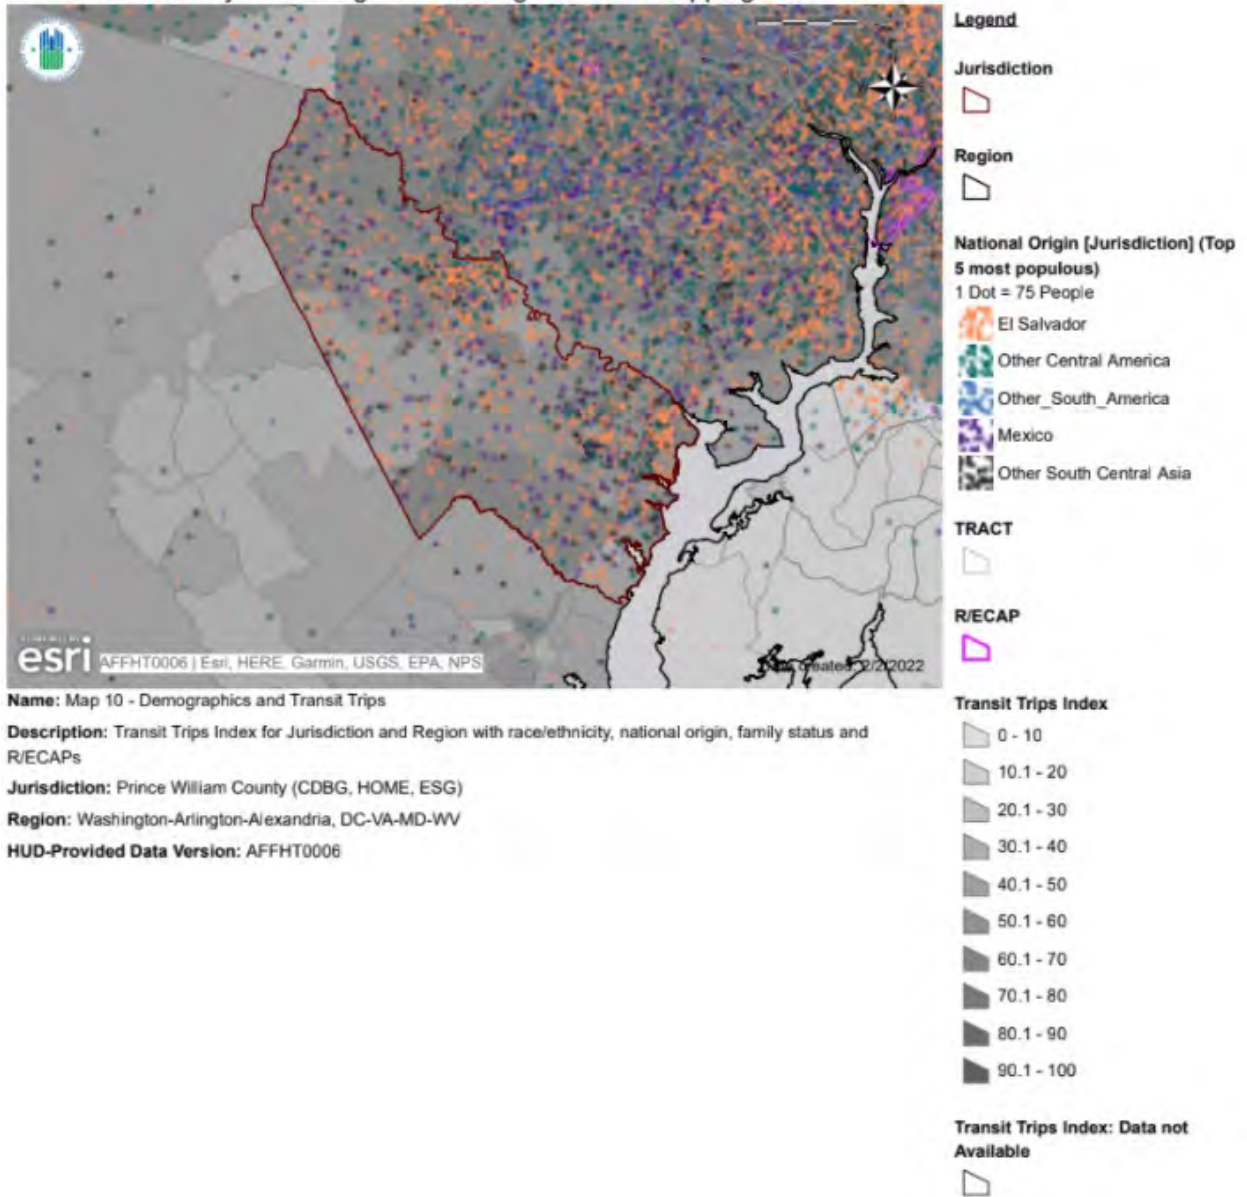 Legend
Jurisdiction
Region
National Origin [Jurisdiction] (Top
5 most populous)
1 Dot = 75 People
El Salvador
Other Central America
Other_South_America
Mexico
Other South Central Asia
TRACT
R/ECAP
Transit Trips Index
0 - 10
10.1 - 20
20.1 - 30
30.1 - 40
40.1 - 50
50.1 - 60
60.1 - 70
70.1 - 80
80.1 - 90
90.1 - 100
Transit Trips Index: Data not
Available
esri
AFFHT0006 | Esri, HERE, Garmin, USGS, EPA, NPS
created: 2/2/2022
Name: Map 10 - Demographics and Transit Trips
Description: Transit Trips Index for Jurisdiction and Region with race/ethnicity, national origin, family status and
R/ECAPs
Jurisdiction: Prince William County (CDBG, HOME, ESG)
Region: Washington-Arlington-Alexandria, DC-VA-MD-WV
HUD-Provided Data Version: AFFHT0006